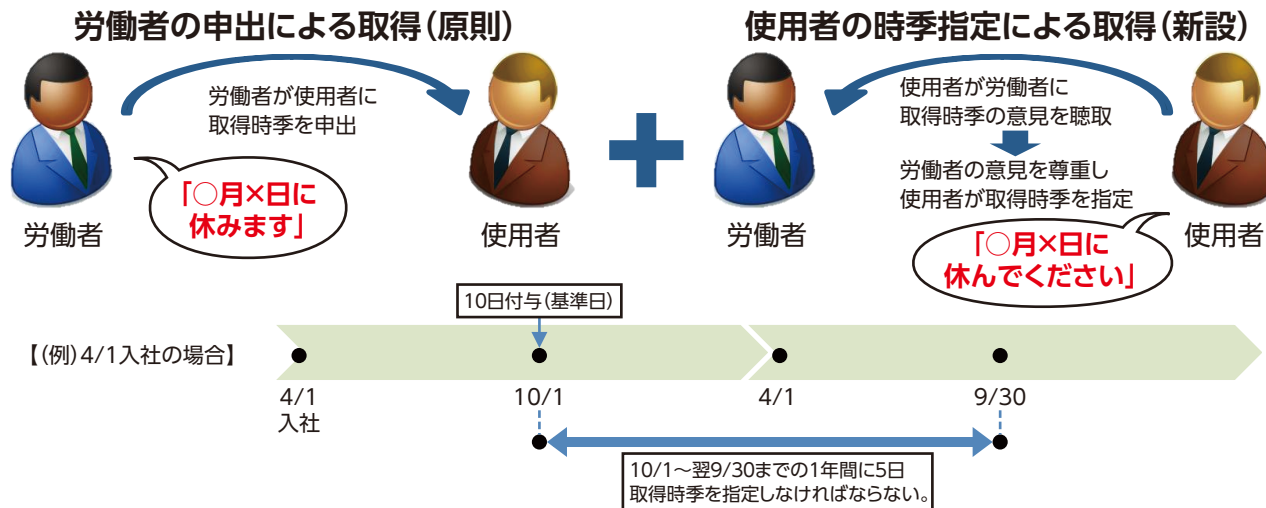 労働者の申出による取得（原則）
労働者が使用者に
取得時季を申出
「○月×日に
休みます」
労働者
使用者
使用者の時季指定による取得（新設）
使用者が労働者に
取得時季の意見を聴取
労働者の意見を尊重し
使用者が取得時季を指定
「○月×日に
休んでください」
労働者
使用者
10日付与（基準日）
【（例）4/1入社の場合】
4/1
入社
10/1
4/1
9/30
10/1～翌9/30までの1年間に5日
取得時季を指定しなければならない。